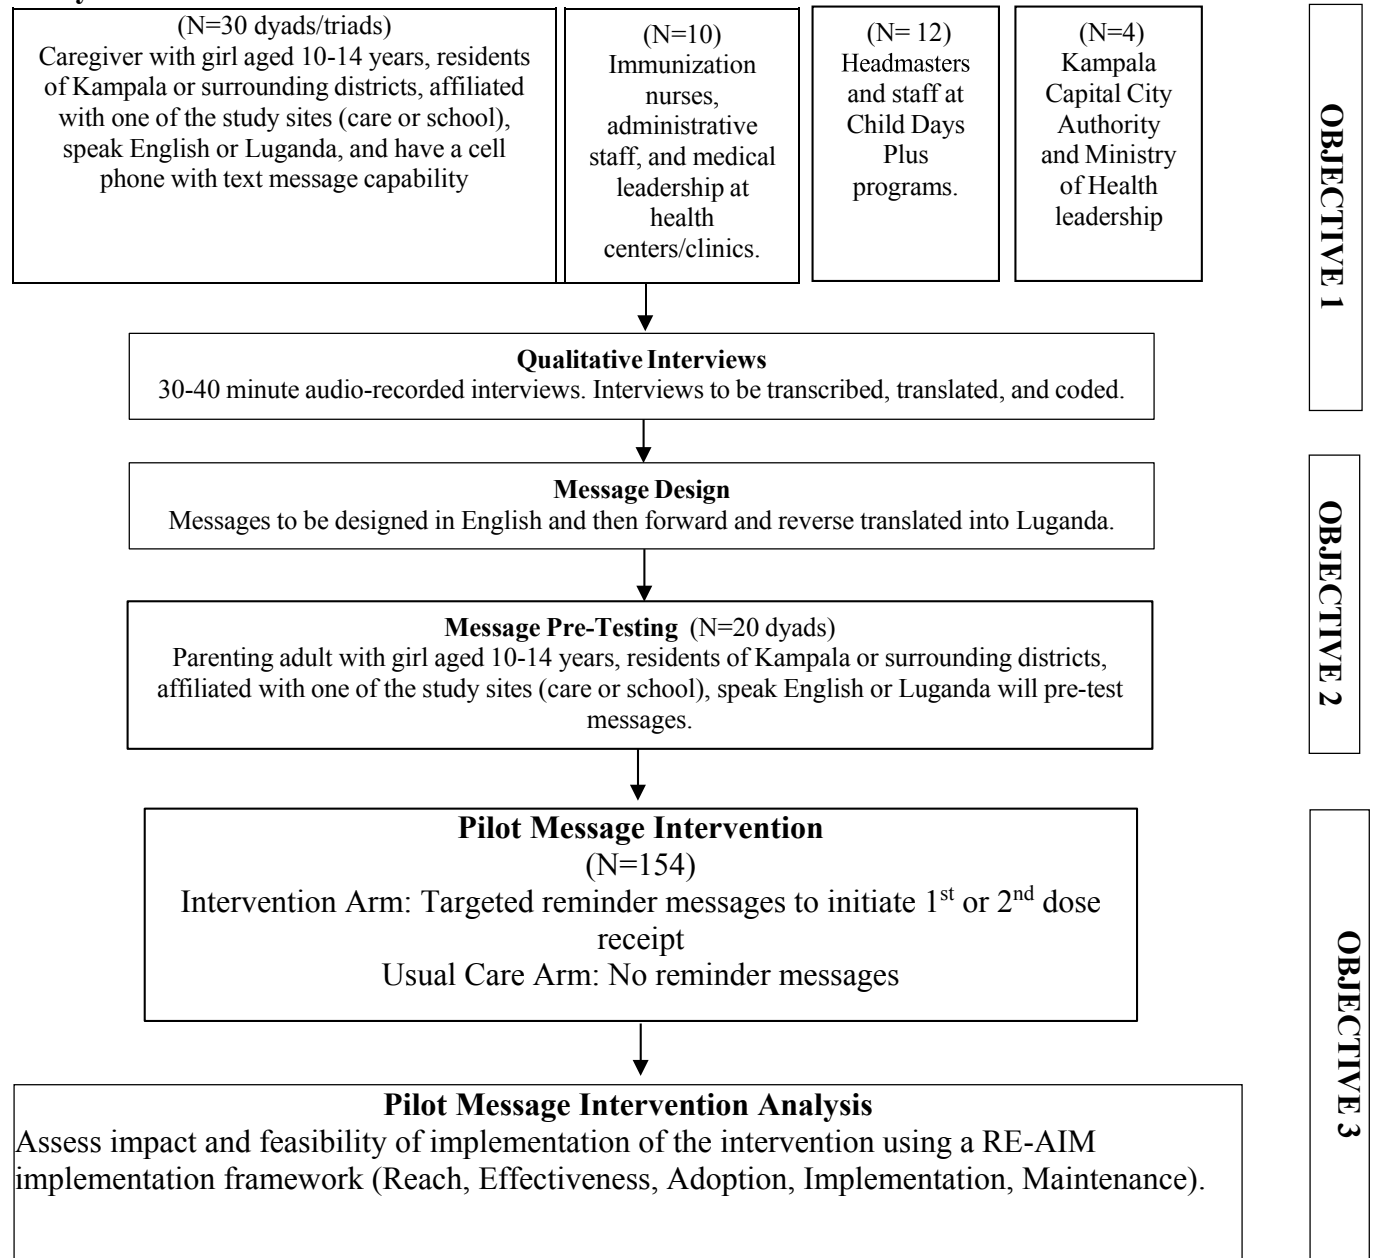 (N=30 dyads/triads)
Caregiver with girl aged 10-14 years, residents
of Kampala or surrounding districts, affiliated
with one of the study sites (care or school),
speak English or Luganda, and have a cell
phone with text message capability
(N=10)
Immunization
nurses,
administrative
staff, and medical
leadership at
health
centers/clinics.
(N= 12)
Headmasters
and staff at
Child Days
Plus
programs.
(N=4)
Kampala
Capital City
Authority
and Ministry
of Health
leadership
OBJECTIVE 1
Qualitative Interviews
30-40 minute audio-recorded interviews. Interviews to be transcribed, translated, and coded.
Message Design
Messages to be designed in English and then forward and reverse translated into Luganda.
OBJECTIVE 2
Message Pre-Testing (N=20 dyads)
Parenting adult with girl aged 10-14 years, residents of Kampala or surrounding districts,
affiliated with one of the study sites (care or school), speak English or Luganda will pre-test
messages.
Pilot Message Intervention
(N=154)
Intervention Arm: Targeted reminder messages to initiate 1st or 2nd dose
receipt
Usual Care Arm: No reminder messages
OBJECTIVE 3
Pilot Message Intervention Analysis
Assess impact and feasibility of implementation of the intervention using a RE-AIM
implementation framework (Reach, Effectiveness, Adoption, Implementation, Maintenance).